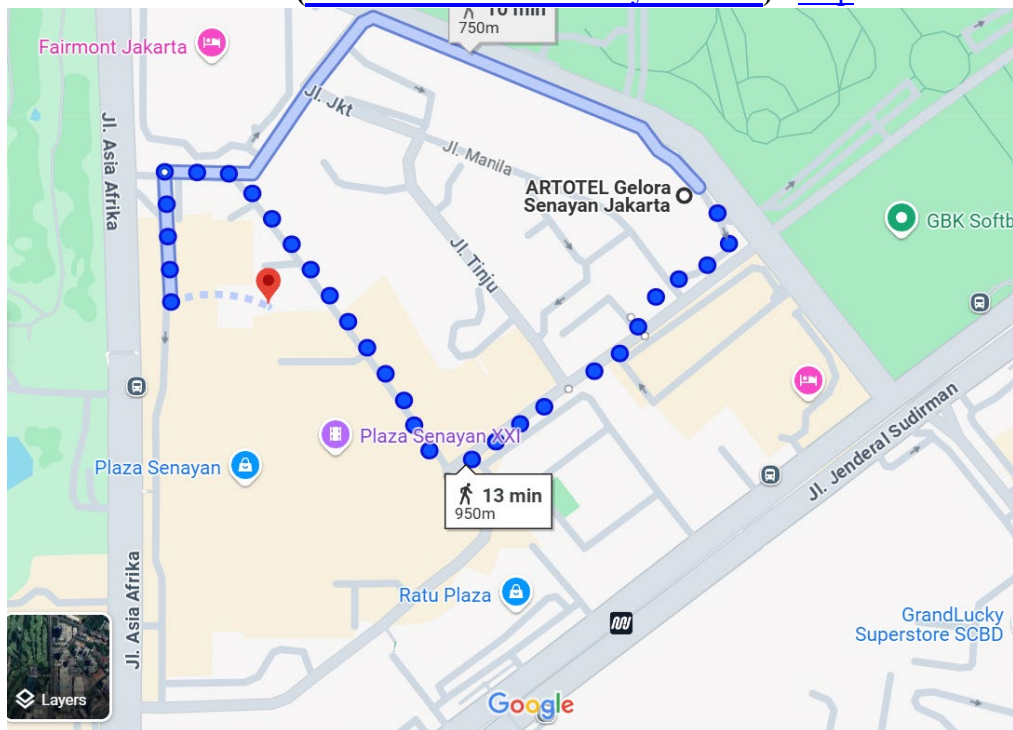 750m
Fairmont Jakarta
Jl. Jkt
Jl. Asia Afrika
Jl. Manila
ARTOTEL Gelora
Senayan Jakarta
GBK Softb
Jl. Tinju
Plaza Senayan XXI
Plaza Senayan
Jl. Jenderal Sudirman
13 min
950m
Jl. Asia Afrika
Ratu Plaza
GrandLucky
Superstore SCBD
Layers
Google